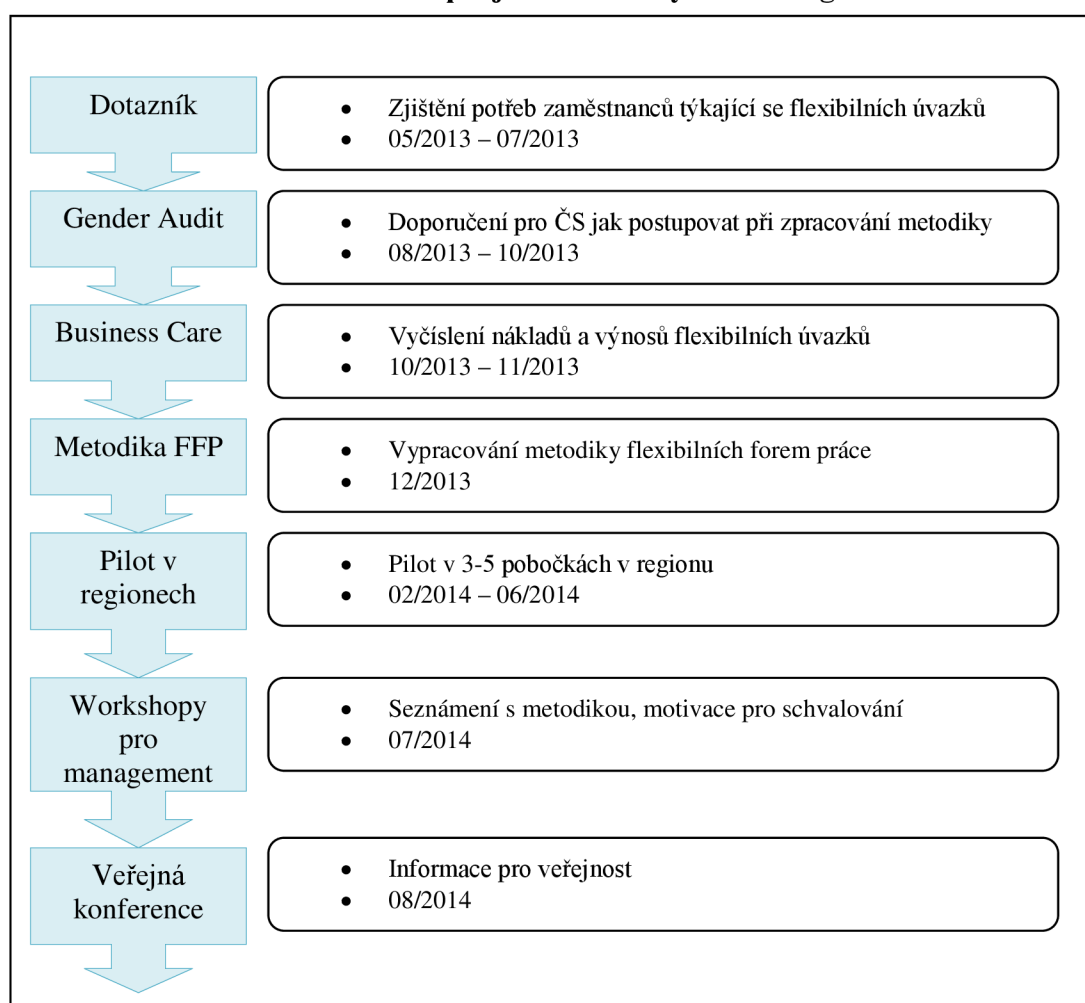 Dotazník
• Zjištění potřeb zaměstnanců týkající se flexibilních úvazků
• 05/2013 – 07/2013
Gender Audit
• Doporučení pro ČS jak postupovat při zpracování metodiky
• 08/2013 – 10/2013
Business Care
• Vyčíslení nákladů a výnosů flexibilních úvazků
• 10/2013 – 11/2013
Metodika FFP
• Vypracování metodiky flexibilních forem práce
• 12/2013
Pilot v
regionech
• Pilot v 3-5 pobočkách v regionu
• 02/2014 – 06/2014
Workshopy
pro
management
• Seznámení s metodikou, motivace pro schvalování
• 07/2014
Veřejná
konference
• Informace pro veřejnost
• 08/2014